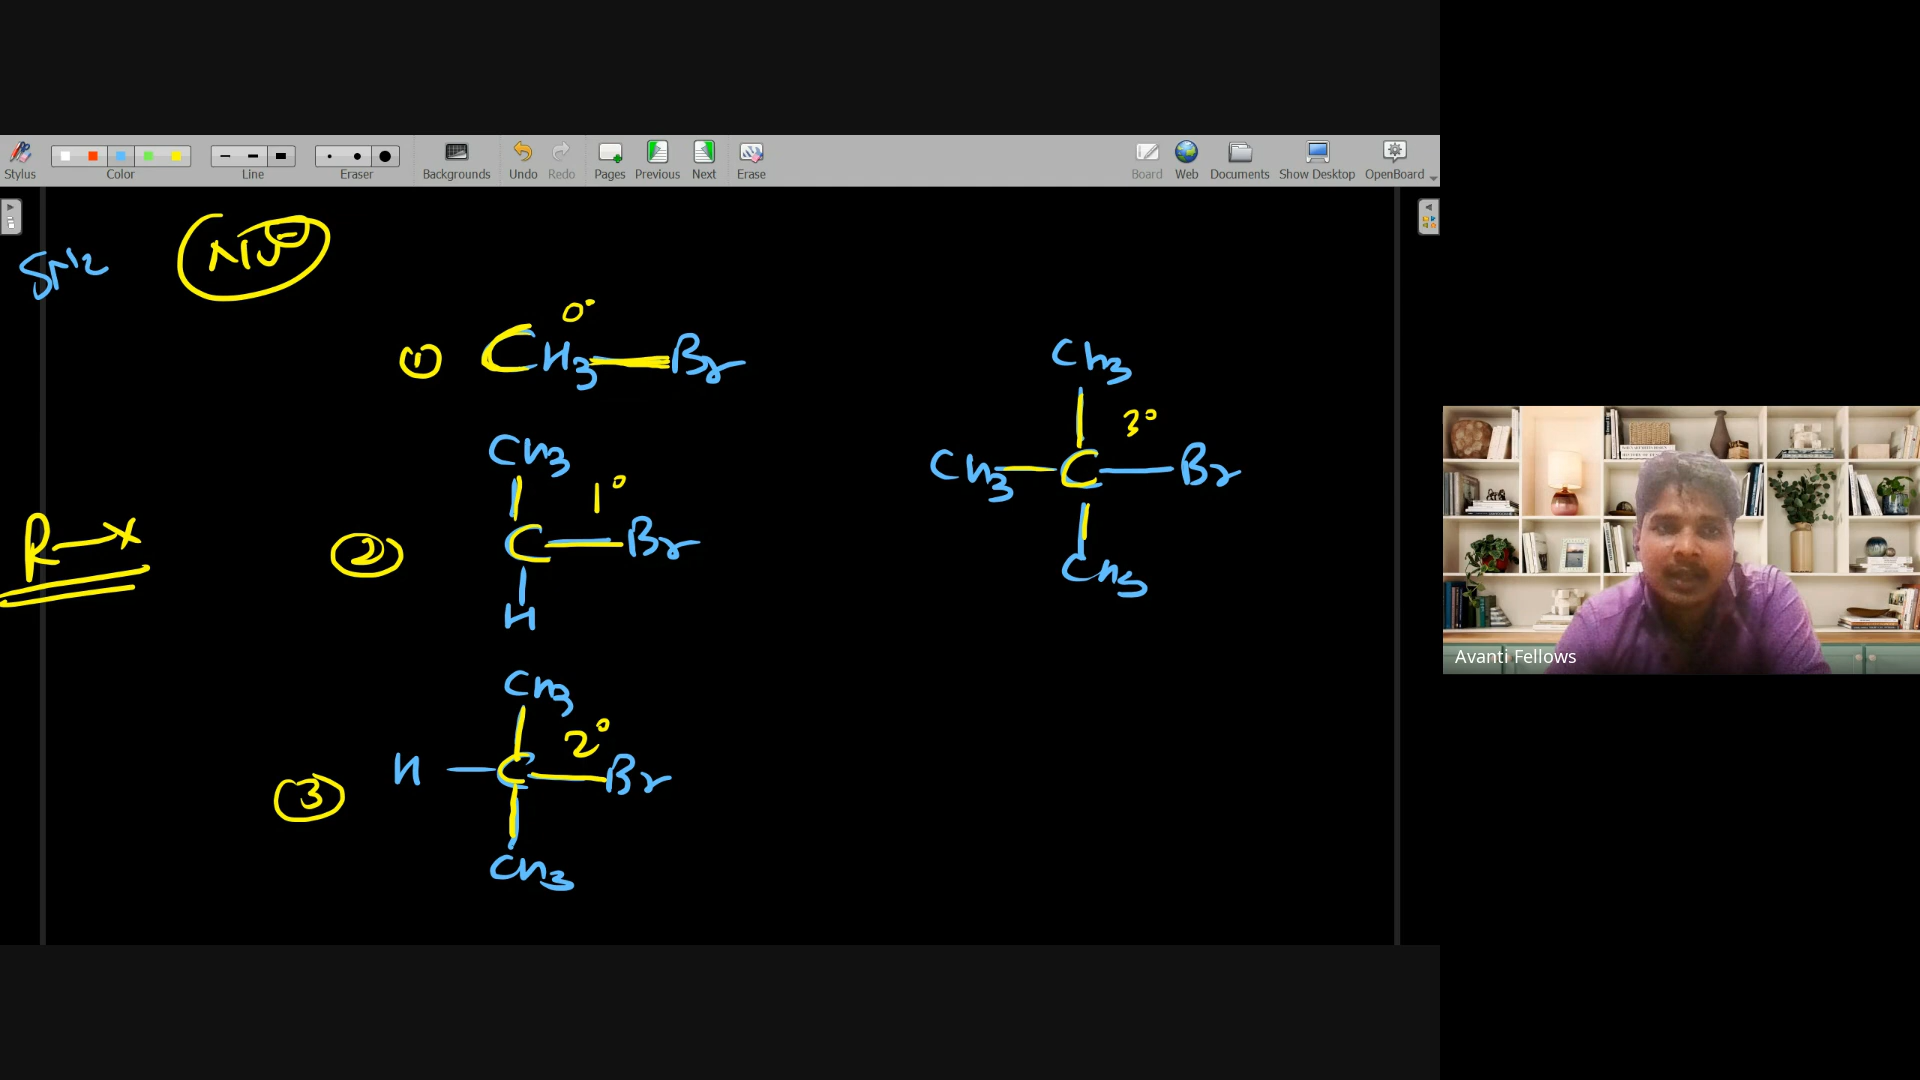 Stylus
Color
Line
Eraser
Backgrounds
Undo
Redo
Pages
Previous
Next
Erase
Board
Web
Documents
Show Desktop
OpenBoard
Nu-
0°
① CH3—Br
CH3
1°
② C—Br
H
CH3
2°
③ H—C—Br
CH3
R—X
CH3
3°
CH3—C—Br
CH3
Avanti Fellows